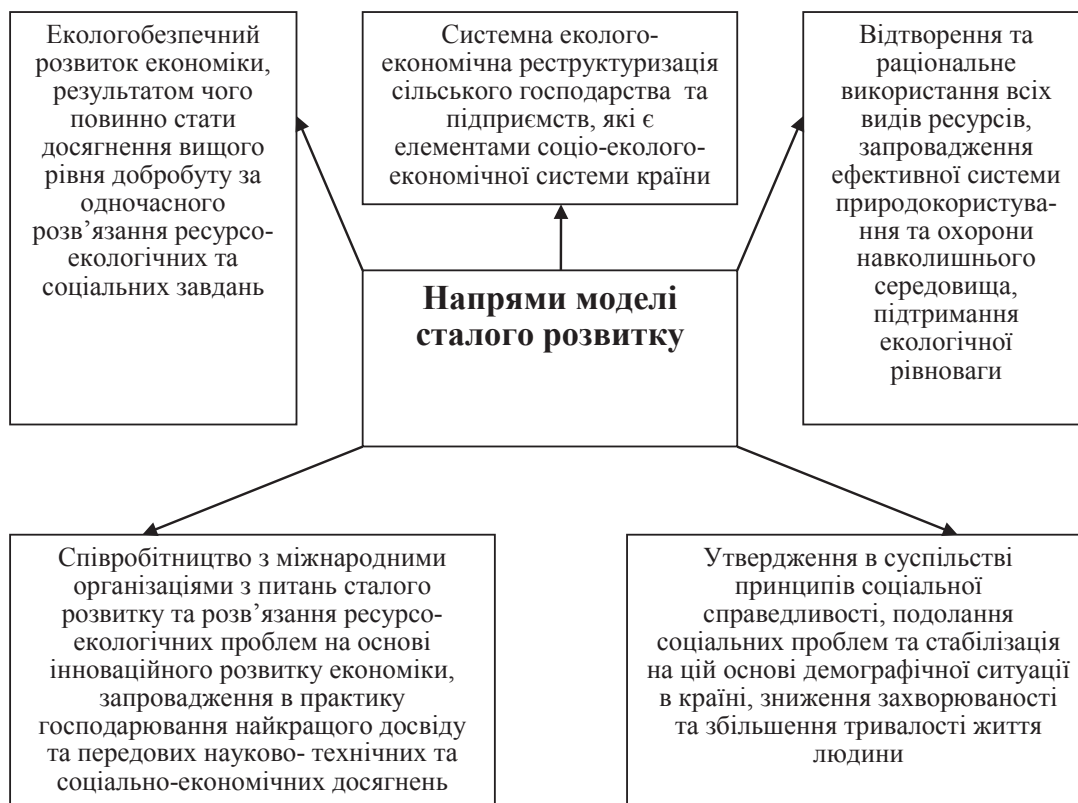 Екологобезпечний
розвиток економіки,
результатом чого
повинно стати
досягнення вищого
рівня добробуту за
одночасного
розв’язання ресурсо-
екологічних та
соціальних завдань
Системна еколого-
економічна реструктуризація
сільського господарства та
підприємств, які є
елементами соціо-еколого-
економічної системи країни
Відтворення та
раціональне
використання всіх
видів ресурсів,
запровадження
ефективної системи
природокористува-
ння та охорони
навколишнього
середовища,
підтримання
екологічної
рівноваги
Напрями моделі
сталого розвитку
Співробітництво з міжнародними
організаціями з питань сталого
розвитку та розв’язання ресурсо-
екологічних проблем на основі
інноваційного розвитку економіки,
запровадження в практику
господарювання найкращого досвіду
та передових науково- технічних та
соціально-економічних досягнень
Утвердження в суспільстві
принципів соціальної
справедливості, подолання
соціальних проблем та стабілізація
на цій основі демографічної ситуації
в країні, зниження захворюваності
та збільшення тривалості життя
людини